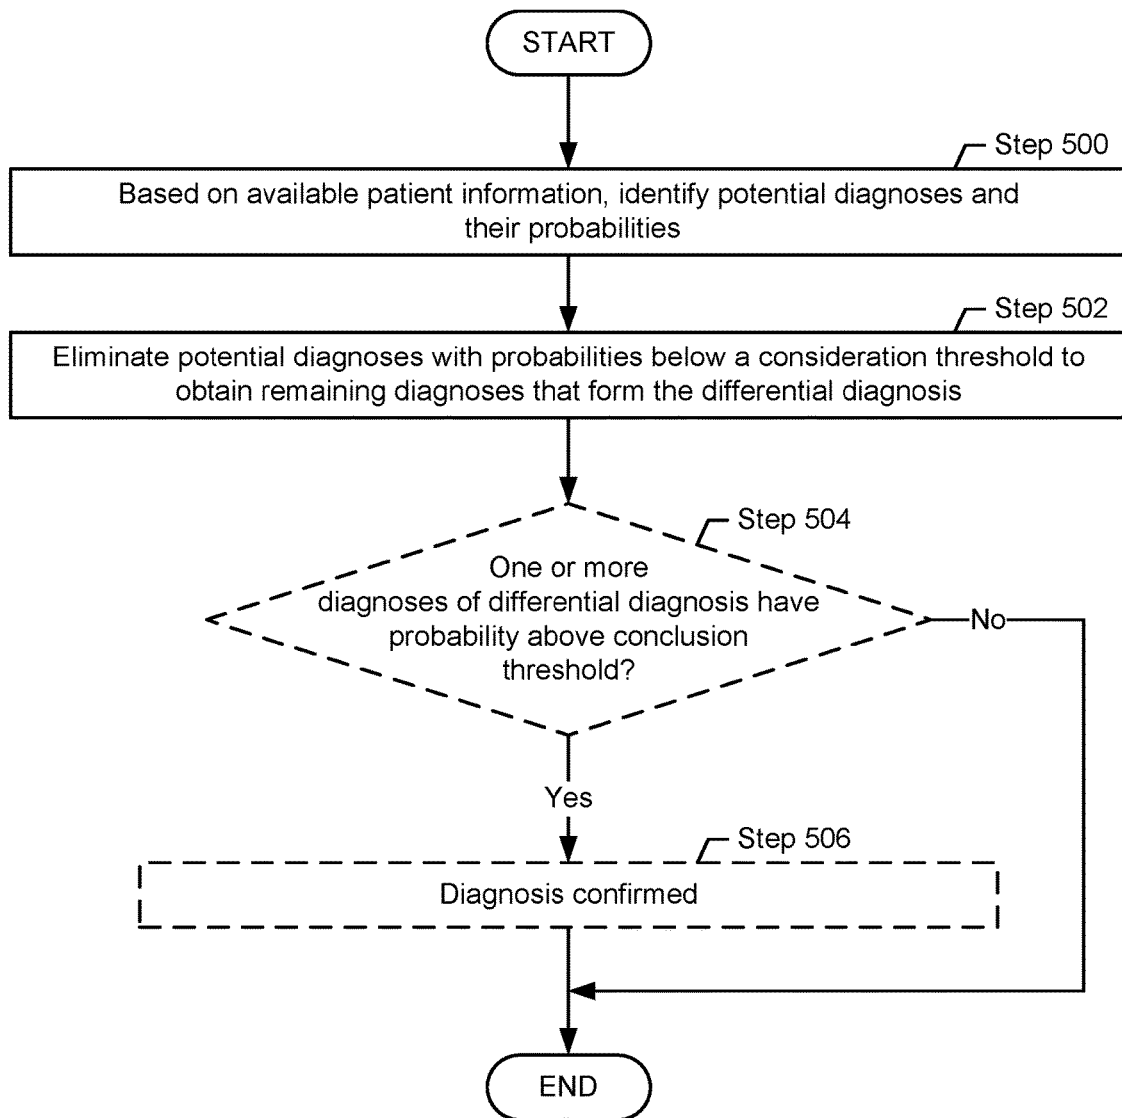 START
Step 500
Based on available patient information, identify potential diagnoses and
their probabilities
Step 502
Eliminate potential diagnoses with probabilities below a consideration threshold to
obtain remaining diagnoses that form the differential diagnosis
Step 504
One or more
diagnoses of differential diagnosis have
probability above conclusion
threshold?
No
Yes
Step 506
Diagnosis confirmed
END